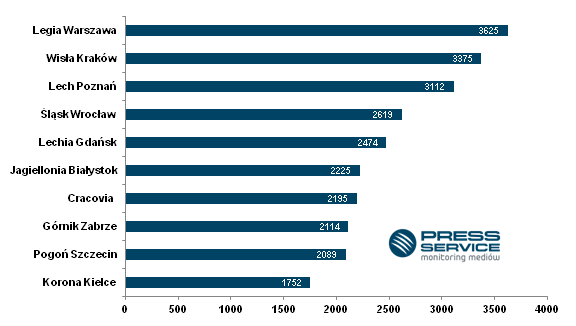 Legia Warszawa 3625
Wisła Kraków 3375
Lech Poznań 3112
Śląsk Wrocław 2619
Lechia Gdańsk 2474
Jagiellonia Białystok 2225
Cracovia 2195
Górnik Zabrze 2114
Pogoń Szczecin 2089
Korona Kielce 1752
PRESS
SERVICE
monitoring mediów
0 500 1000 1500 2000 2500 3000 3500 4000